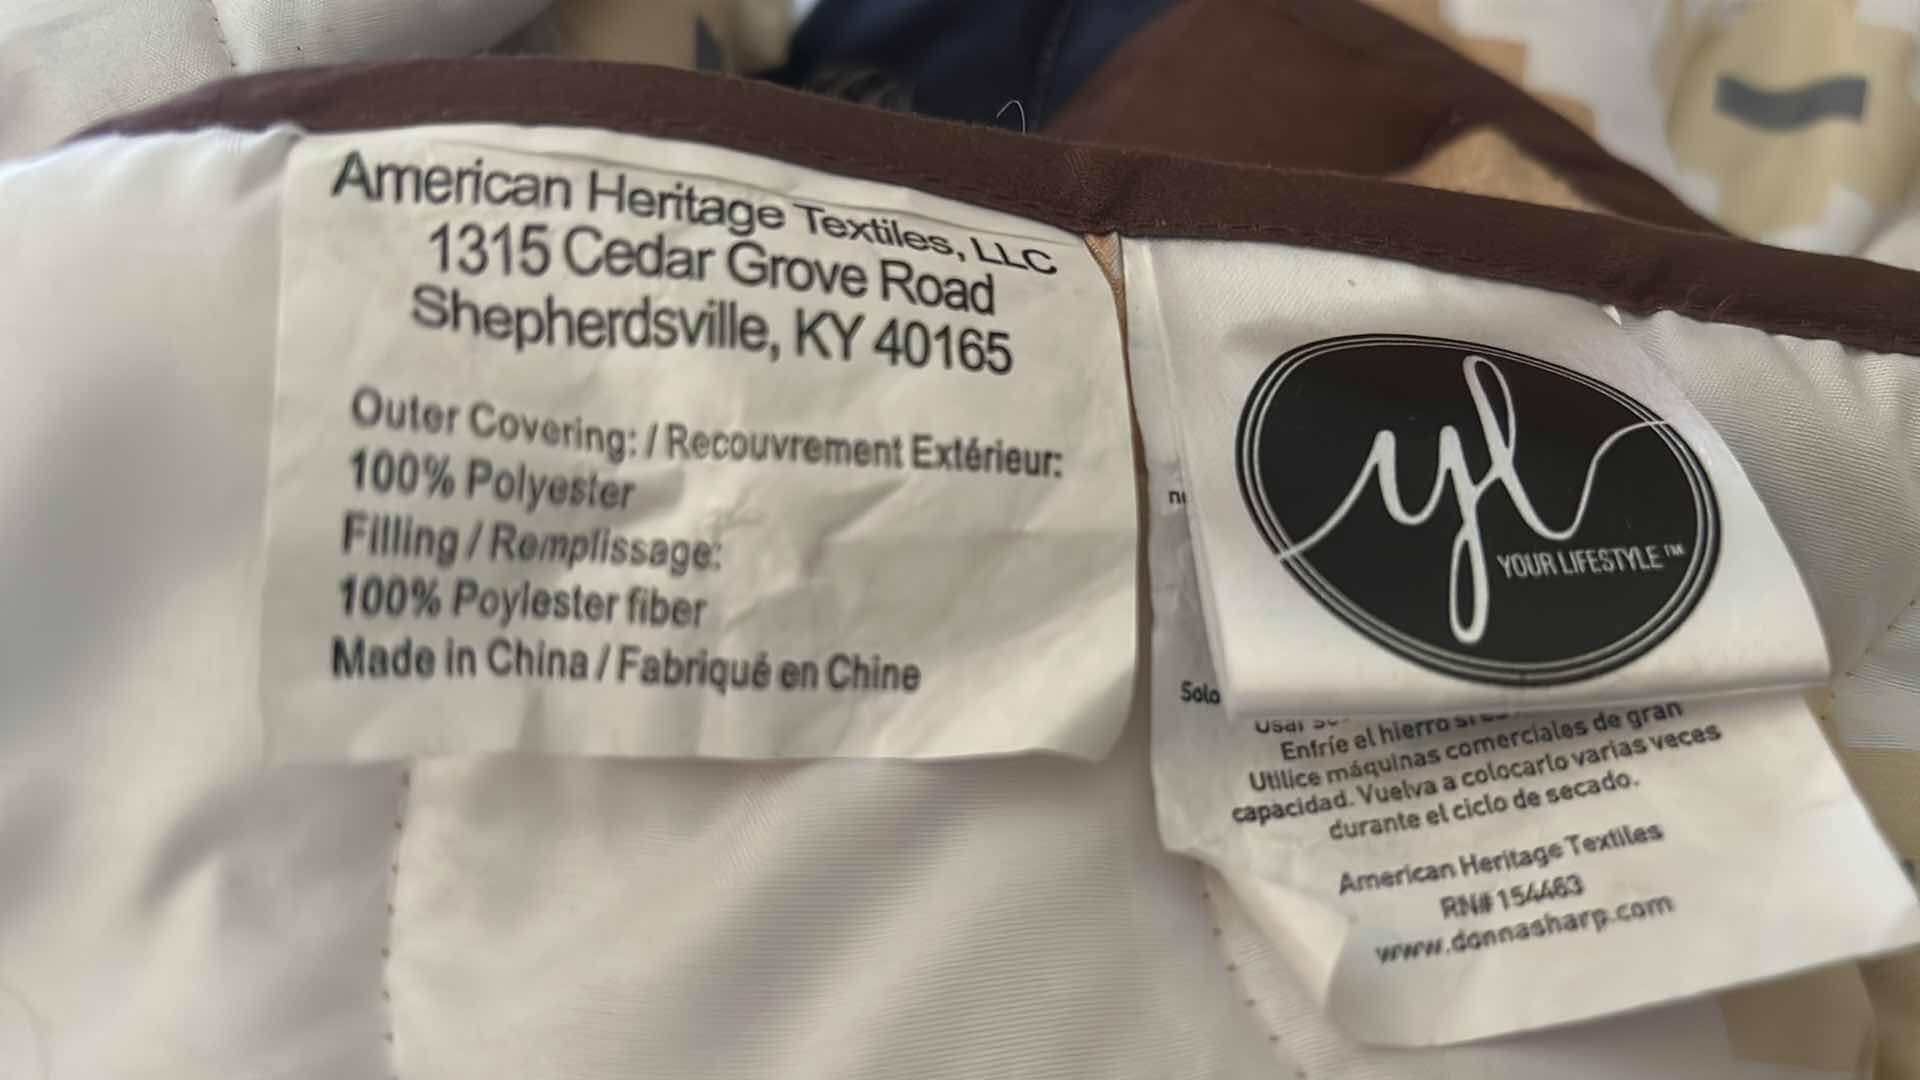 American Heritage Textiles, LLC
1315 Cedar Grove Road
Shepherdsville, KY 40165
Outer Covering: / Recouvrement Extérieur:
100% Polyester
Filling / Remplissage:
100% Poylester fiber
Made in China / Fabriqué en Chine
yl
YOUR LIFESTYLE™
Solo
Usar
Enfríe el hierro
Utilice máquinas comerciales de gran
capacidad. Vuelva a colocarlo varias veces
durante el ciclo de secado.
American Heritage Textiles
RN# 154463
www.donnasharp.com